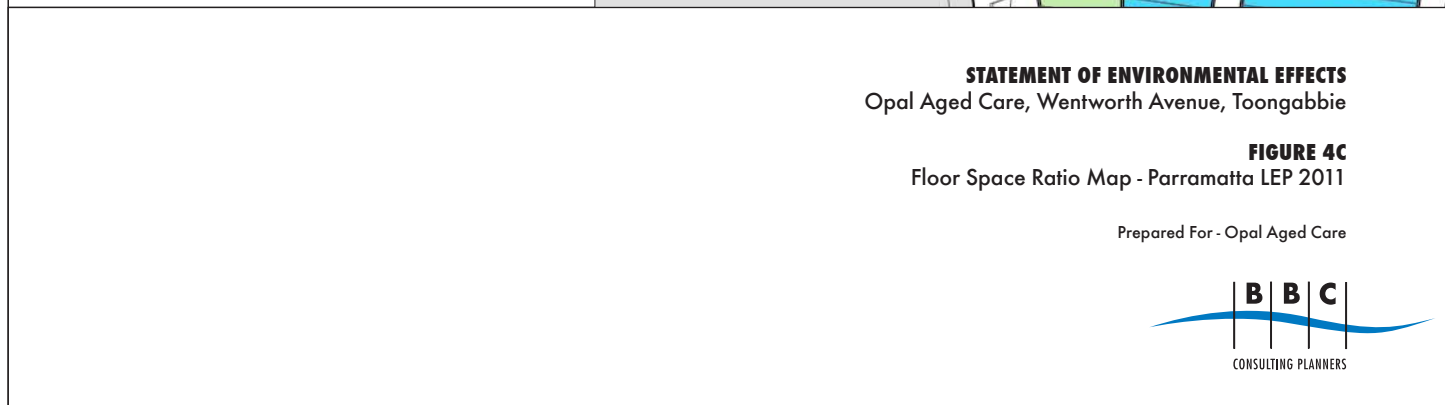 STATEMENT OF ENVIRONMENTAL EFFECTS
Opal Aged Care, Wentworth Avenue, Toongabbie
FIGURE 4C
Floor Space Ratio Map - Parramatta LEP 2011
Prepared For - Opal Aged Care
B B C
CONSULTING PLANNERS